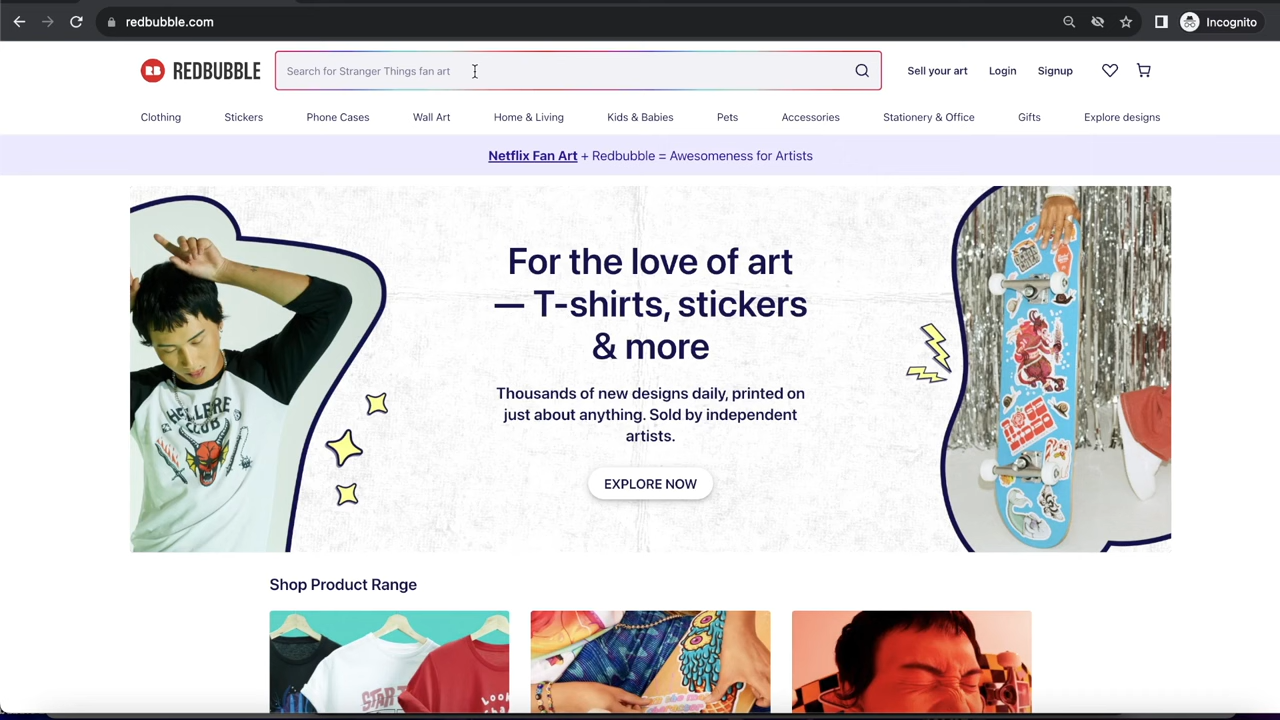 redbubble.com
Incognito
RB REDBUBBLE
Search for Stranger Things fan art
Sell your art
Login
Signup
Clothing
Stickers
Phone Cases
Wall Art
Home & Living
Kids & Babies
Pets
Accessories
Stationery & Office
Gifts
Explore designs
Netflix Fan Art + Redbubble = Awesomeness for Artists
For the love of art
— T-shirts, stickers
& more
Thousands of new designs daily, printed on
just about anything. Sold by independent
artists.
EXPLORE NOW
HELLFIRE
CLUB
Shop Product Range